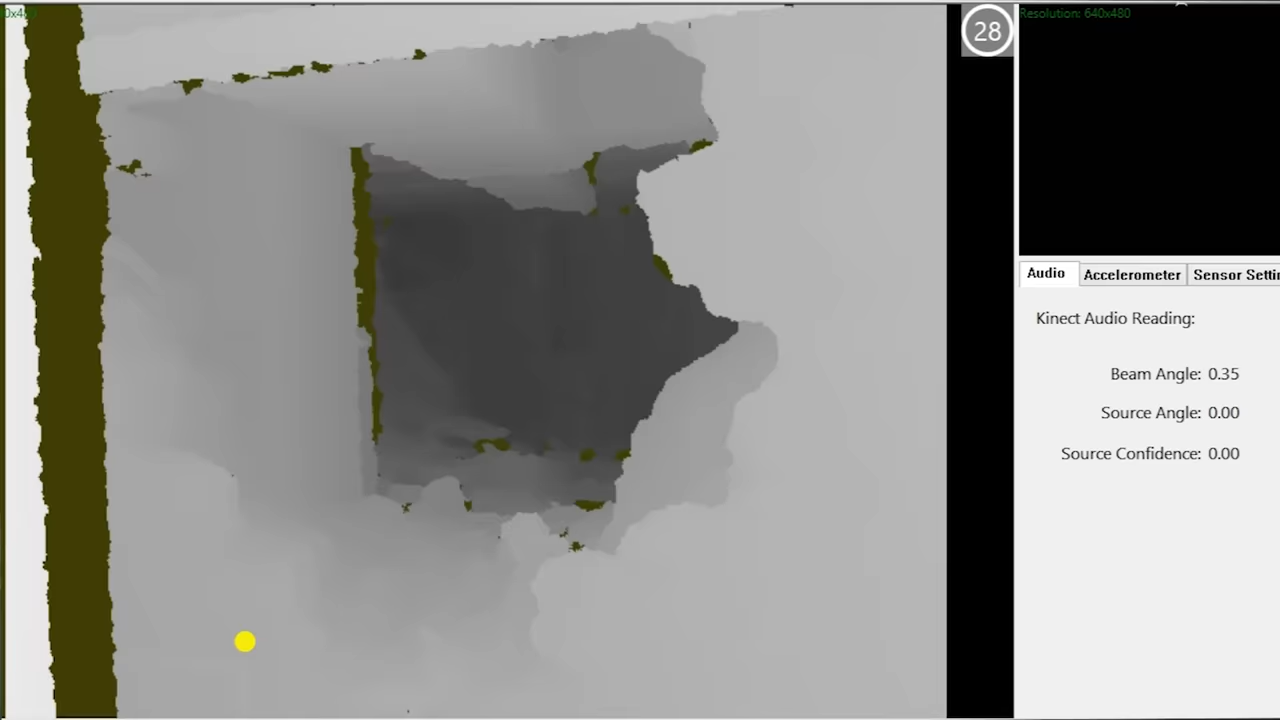 28
Resolution: 640x480
Audio
Accelerometer
Kinect Audio Reading:
Beam Angle: 0.35
Source Angle: 0.00
Source Confidence: 0.00
Sensor